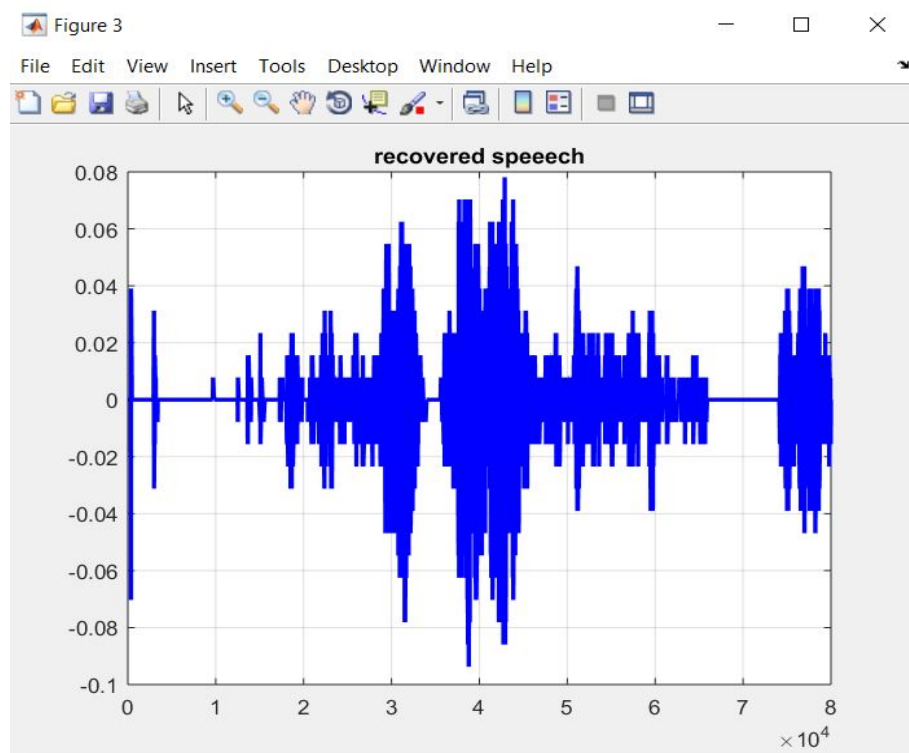 Figure 3
File Edit View Insert Tools Desktop Window Help
recovered speeech
0.08
0.06
0.04
0.02
0
-0.02
-0.04
-0.06
-0.08
-0.1
0 1 2 3 4 5 6 7 8
×10⁴